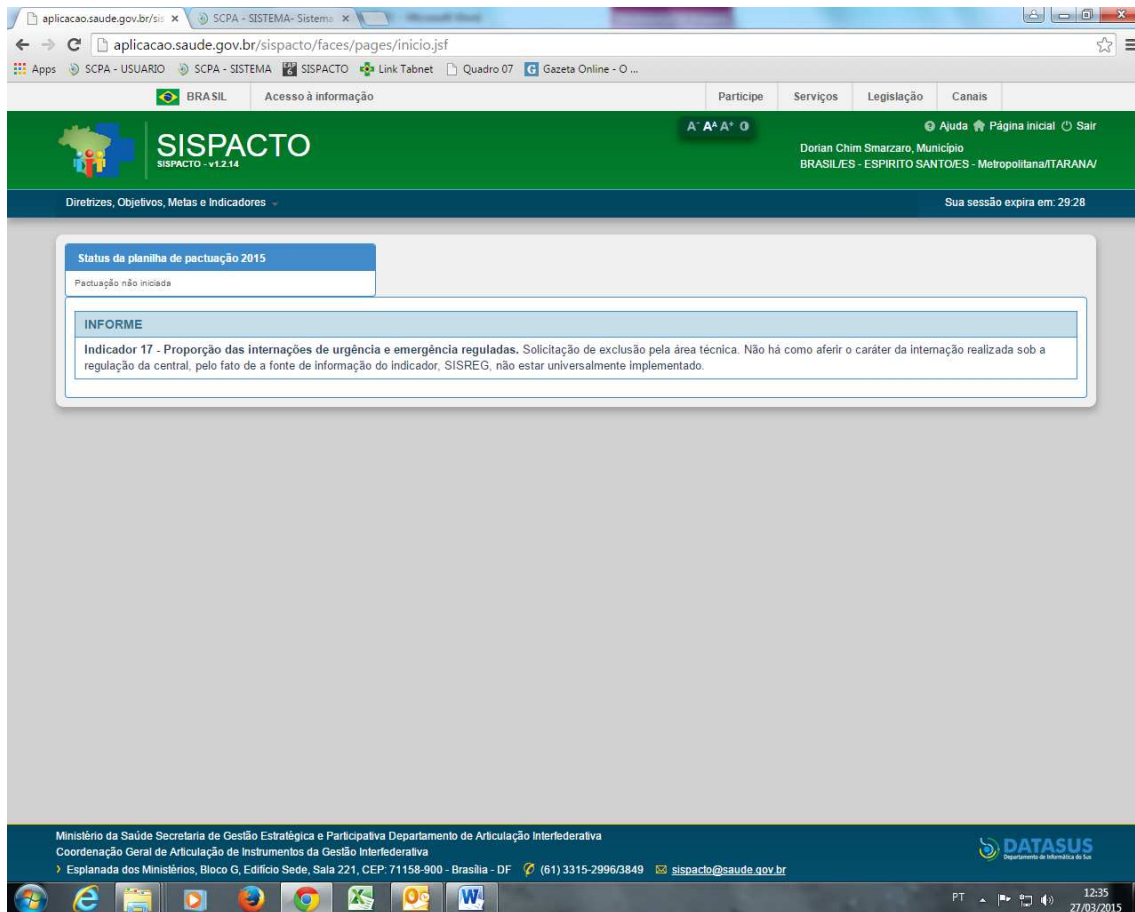 aplicacao.saude.gov.br/sis
SCPA - SISTEMA- Sistema
aplicacao.saude.gov.br/sispacto/faces/pages/inicio.jsf
Apps SCPA - USUARIO SCPA - SISTEMA SISPACTO Link Tabnet Quadro 07 Gazeta Online - O ...
BRASIL Acesso à informação Participe Serviços Legislação Canais
A- A^A A+ Ajuda Página inicial Sair
SISPACTO
SISPACTO - v1.2.14
Dorian Chim Smarzaro, Município
BRASIL/ES - ESPIRITO SANTO/ES - Metropolitana/ITARANA/
Diretrizes, Objetivos, Metas e Indicadores Sua sessão expira em: 29:28
Status da planilha de pactuação 2015
Pactuação não iniciada
INFORME
Indicador 17 - Proporção das internações de urgência e emergência reguladas. Solicitação de exclusão pela área técnica. Não há como aferir o caráter da internação realizada sob a
regulação da central, pelo fato de a fonte de informação do indicador, SISREG, não estar universalmente implementado.
Ministério da Saúde Secretaria de Gestão Estratégica e Participativa Departamento de Articulação Interfederativa
Coordenação Geral de Articulação de Instrumentos da Gestão Interfederativa
Esplanada dos Ministérios, Bloco G, Edifício Sede, Sala 221, CEP: 71158-900 - Brasília - DF (61) 3315-2996/3849 sispacto@saude.gov.br
DATASUS
Departamento de Informática do Sus
PT 12:35
27/03/2015